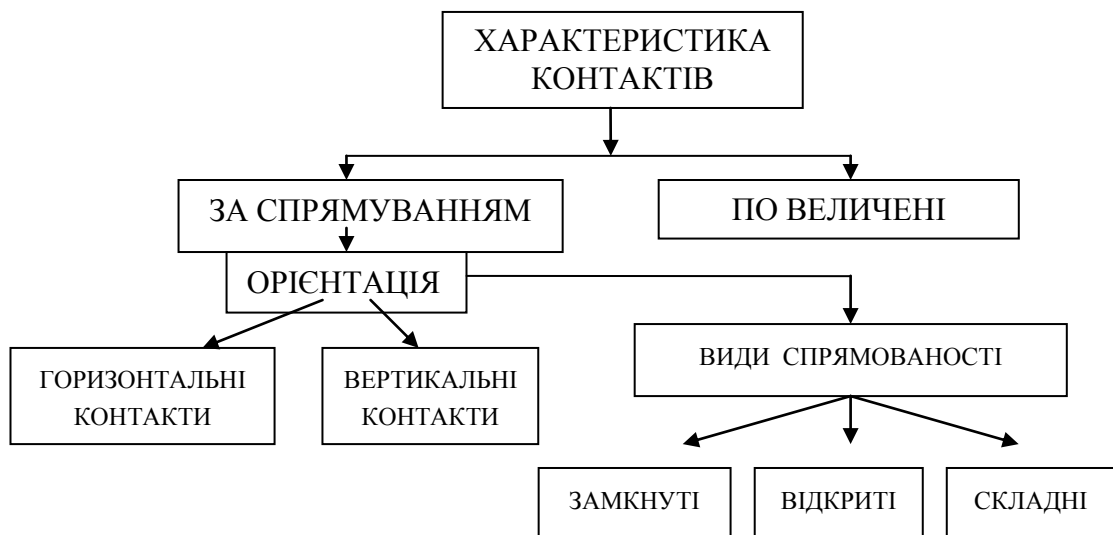 ХАРАКТЕРИСТИКА
КОНТАКТІВ
ЗА СПРЯМУВАННЯМ
ПО ВЕЛИЧЕНІ
ОРІЄНТАЦІЯ
ГОРИЗОНТАЛЬНІ
КОНТАКТИ
ВЕРТИКАЛЬНІ
КОНТАКТИ
ВИДИ СПРЯМОВАНОСТІ
ЗАМКНУТІ
ВІДКРИТІ
СКЛАДНІ